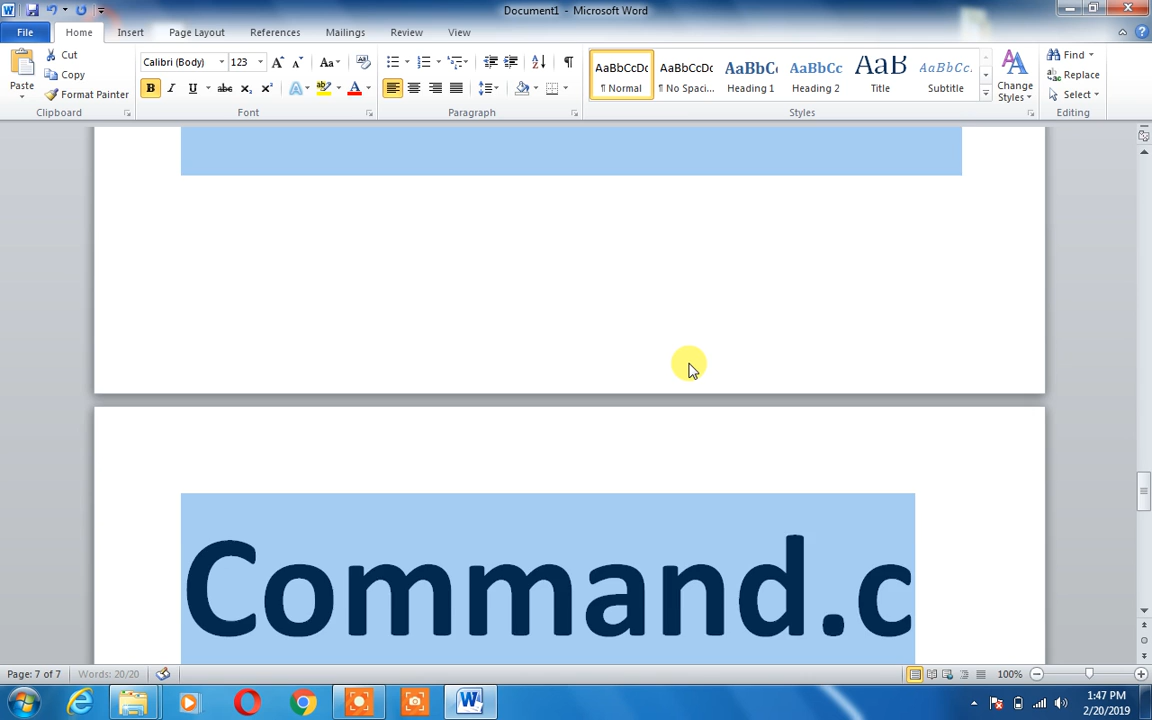 Document1 - Microsoft Word
File Home Insert Page Layout References Mailings Review View
Paste
Cut
Copy
Format Painter
Clipboard
Calibri (Body) 123
Font
Paragraph
AaBbCcDc AaBbCcDc AaBbC AaBbCc AaB AaBbCc.
¶ Normal ¶ No Spaci... Heading 1 Heading 2 Title Subtitle
Styles
Change
Styles
Find
Replace
Select
Editing
Command.c
Page: 7 of 7 Words: 20/20 100%
1:47 PM
2/20/2019